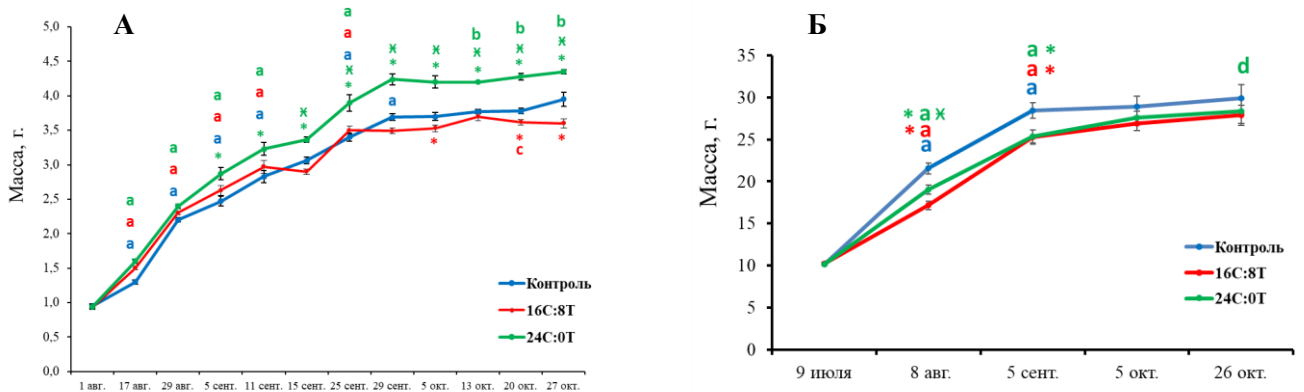 А
Масса, г.
5,0
4,5
4,0
3,5
3,0
2,5
2,0
1,5
1,0
0,5
0,0
1 авг. 17 авг. 29 авг. 5 сент. 11 сент. 15 сент. 25 сент. 29 сент. 5 окт. 13 окт. 20 окт. 27 окт.
a
a
a
a
a
a
a
a
a
*
a
a
a
*
ӿ
*
a
a
a
ӿ
*
ӿ
*
a
ӿ
*
*
b
ӿ
*
b
ӿ
*
*
c
b
ӿ
*
*
Контроль
16С:8Т
24С:0Т
Б
Масса, г.
35
30
25
20
15
10
5
0
9 июля 8 авг. 5 сент. 5 окт. 26 окт.
* a ӿ
* a
a
a *
a *
a
d
Контроль
16С:8Т
24С:0Т